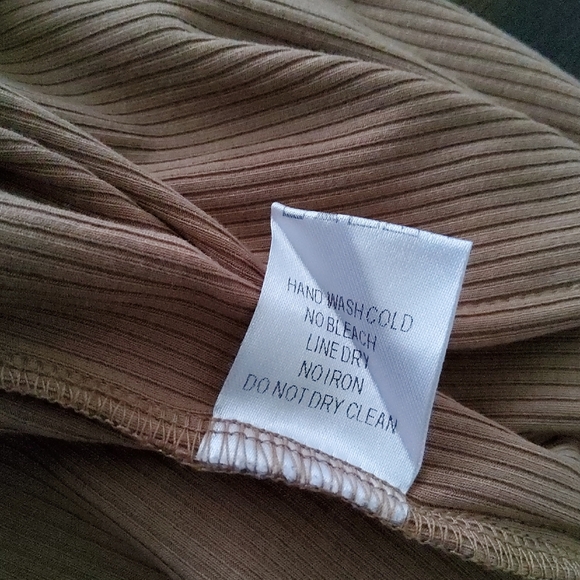 HAND WASH COLD
NO BLEACH
LINE DRY
NO IRON
DO NOT DRY CLEAN